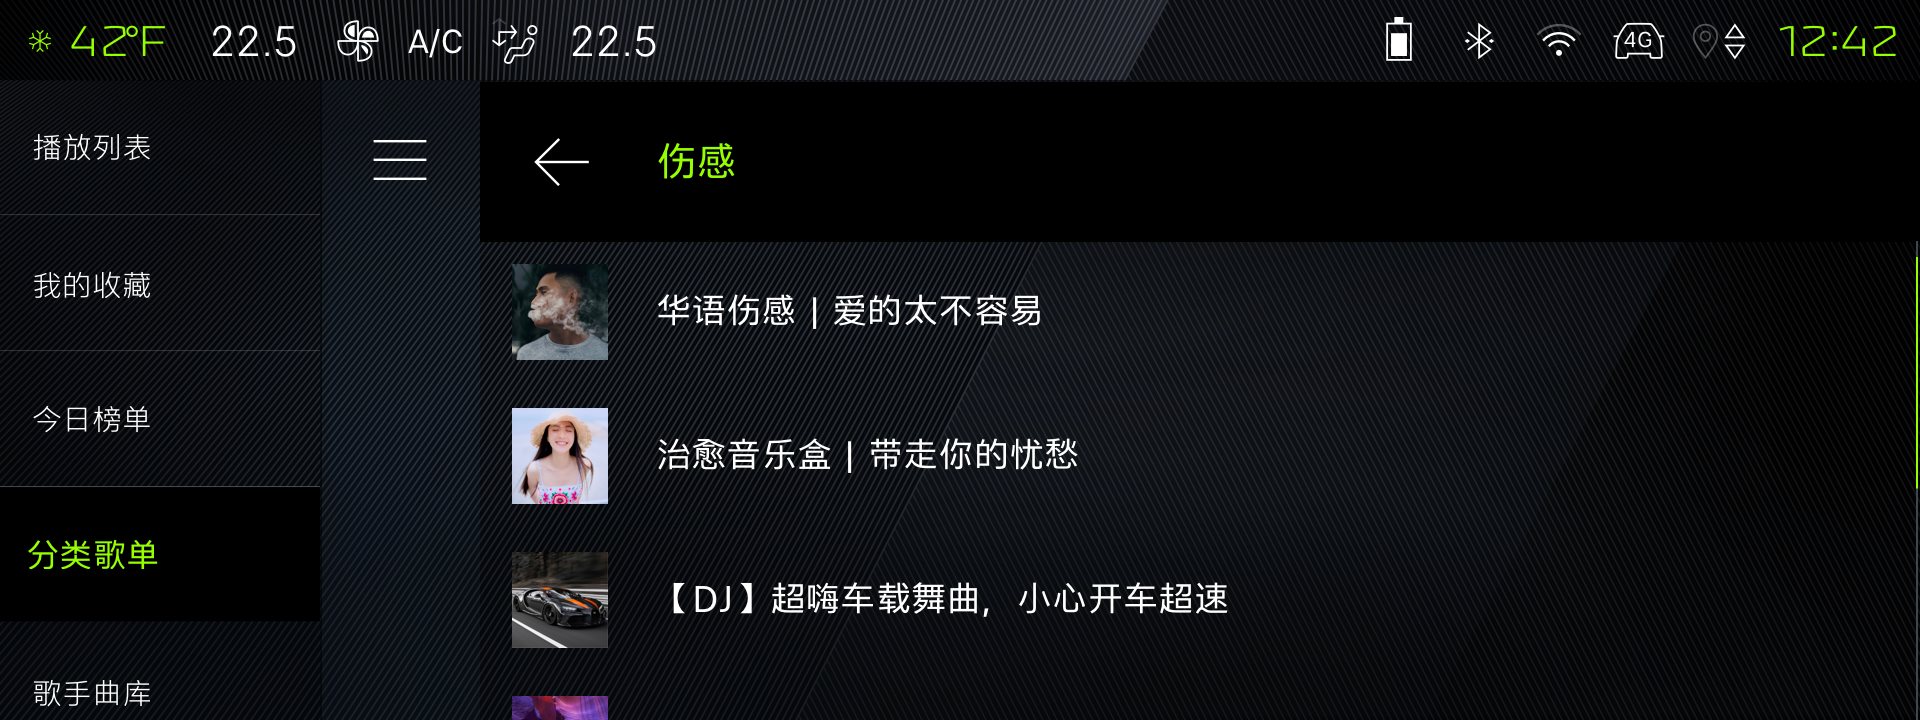 42°F 22.5 A/C 22.5 4G 12:42
播放列表
我的收藏
今日榜单
分类歌单
歌手曲库
伤感
华语伤感 | 爱的太不容易
治愈音乐盒 | 带走你的忧愁
【DJ】超嗨车载舞曲，小心开车超速